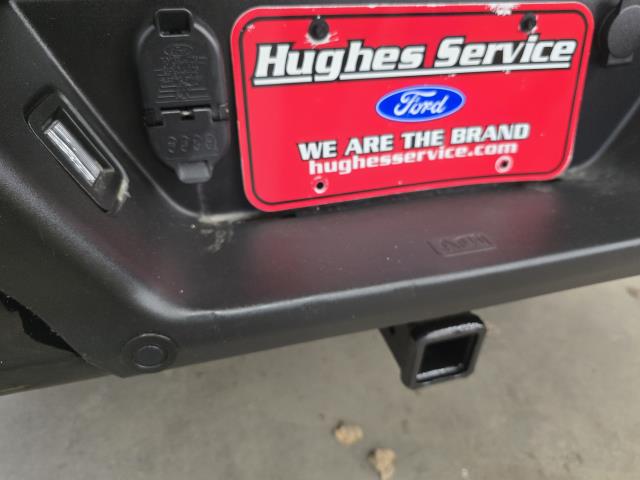 Hughes Service
Ford
WE ARE THE BRAND
hughesservice.com